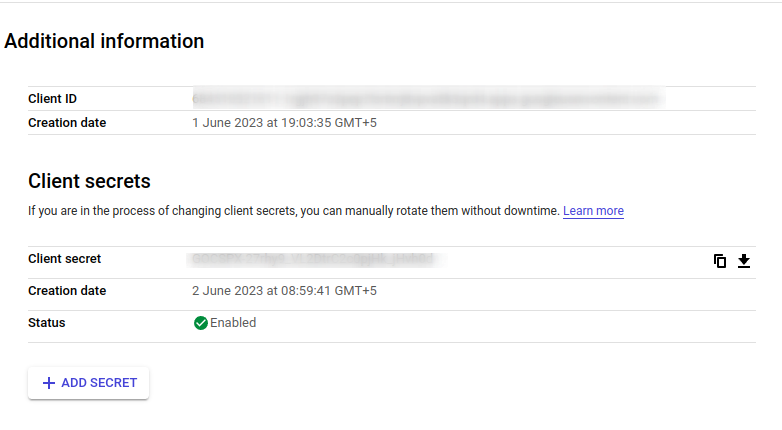 Additional information
Client ID
Creation date 1 June 2023 at 19:03:35 GMT+5
Client secrets
If you are in the process of changing client secrets, you can manually rotate them without downtime. Learn more
Client secret
Creation date 2 June 2023 at 08:59:41 GMT+5
Status Enabled
ADD SECRET